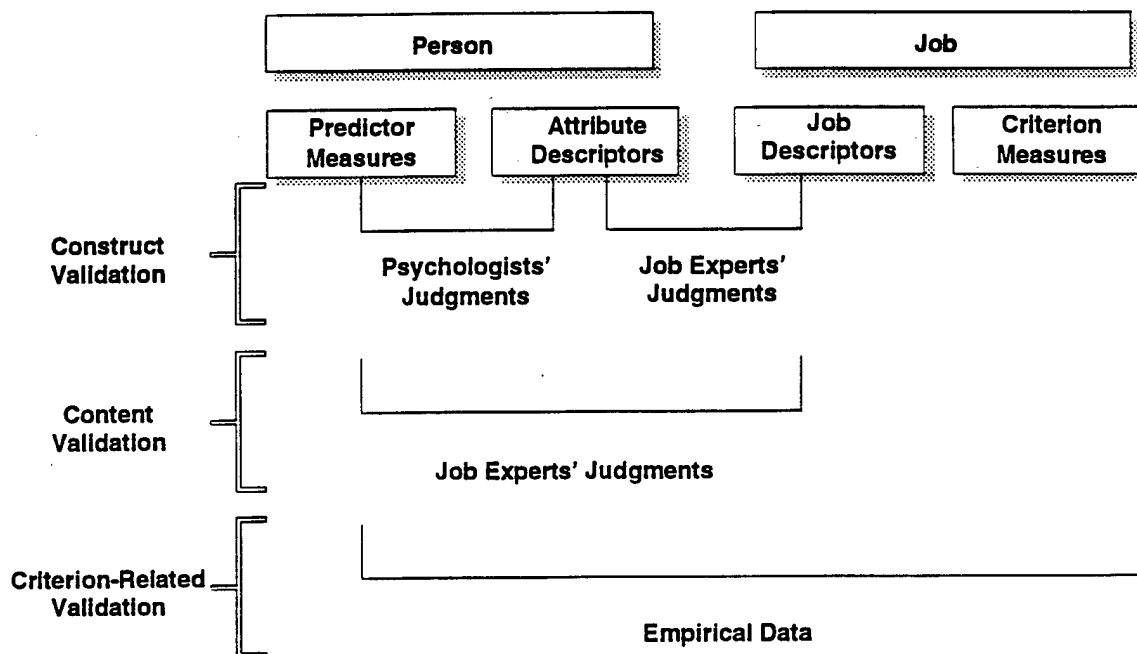 Person
Job
Predictor
Measures
Attribute
Descriptors
Job
Descriptors
Criterion
Measures
Construct
Validation
Psychologists'
Judgments
Job Experts'
Judgments
Content
Validation
Job Experts' Judgments
Criterion-Related
Validation
Empirical Data